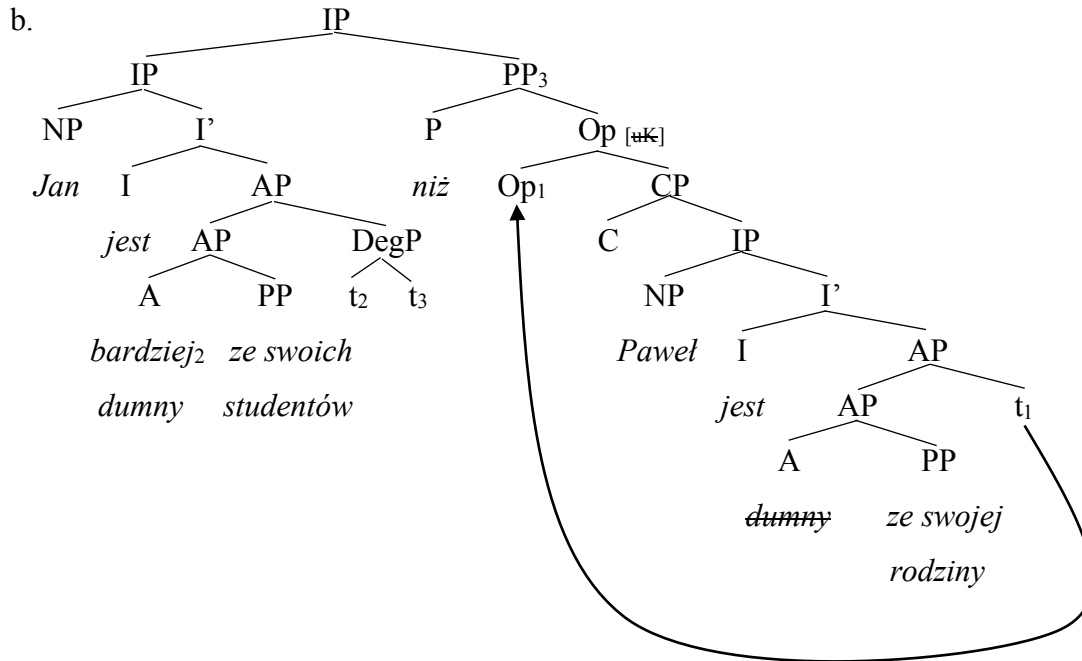 b. IP
IP PP3
NP I’ P Op [uK]
Jan I AP niż Op1 CP
jest AP DegP C IP
A PP t2 t3 NP I’
bardziej2 ze swoich Paweł I AP
dumny studentów jest AP t1
A PP
dumny ze swojej
rodziny